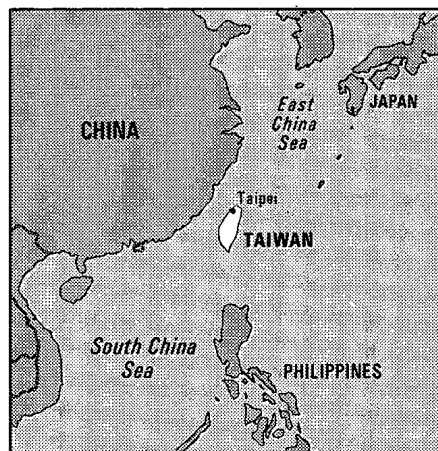 East
China
Sea
JAPAN
CHINA
Taipei
TAIWAN
South China
Sea
PHILIPPINES